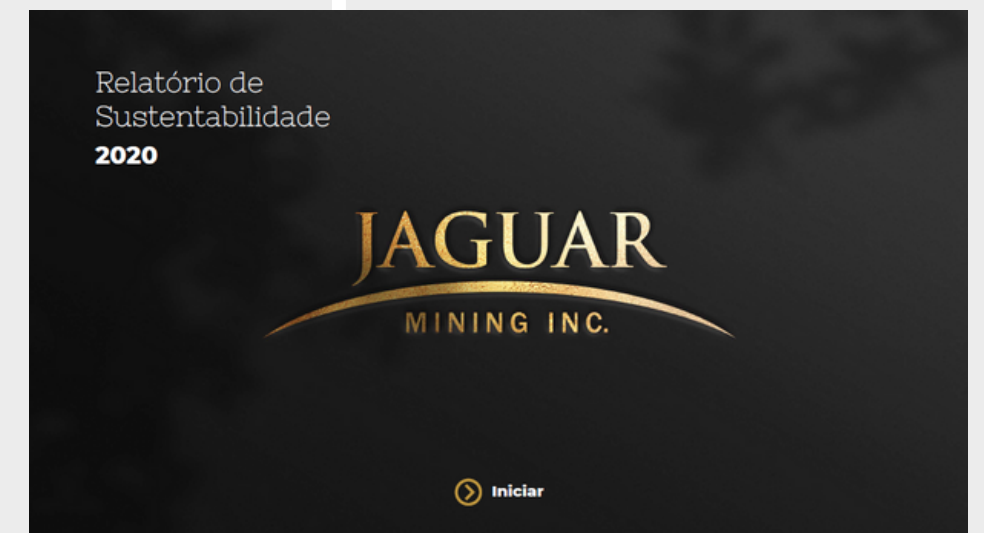 Relatório de
Sustentabilidade
2020
JAGUAR
MINING INC.
Iniciar